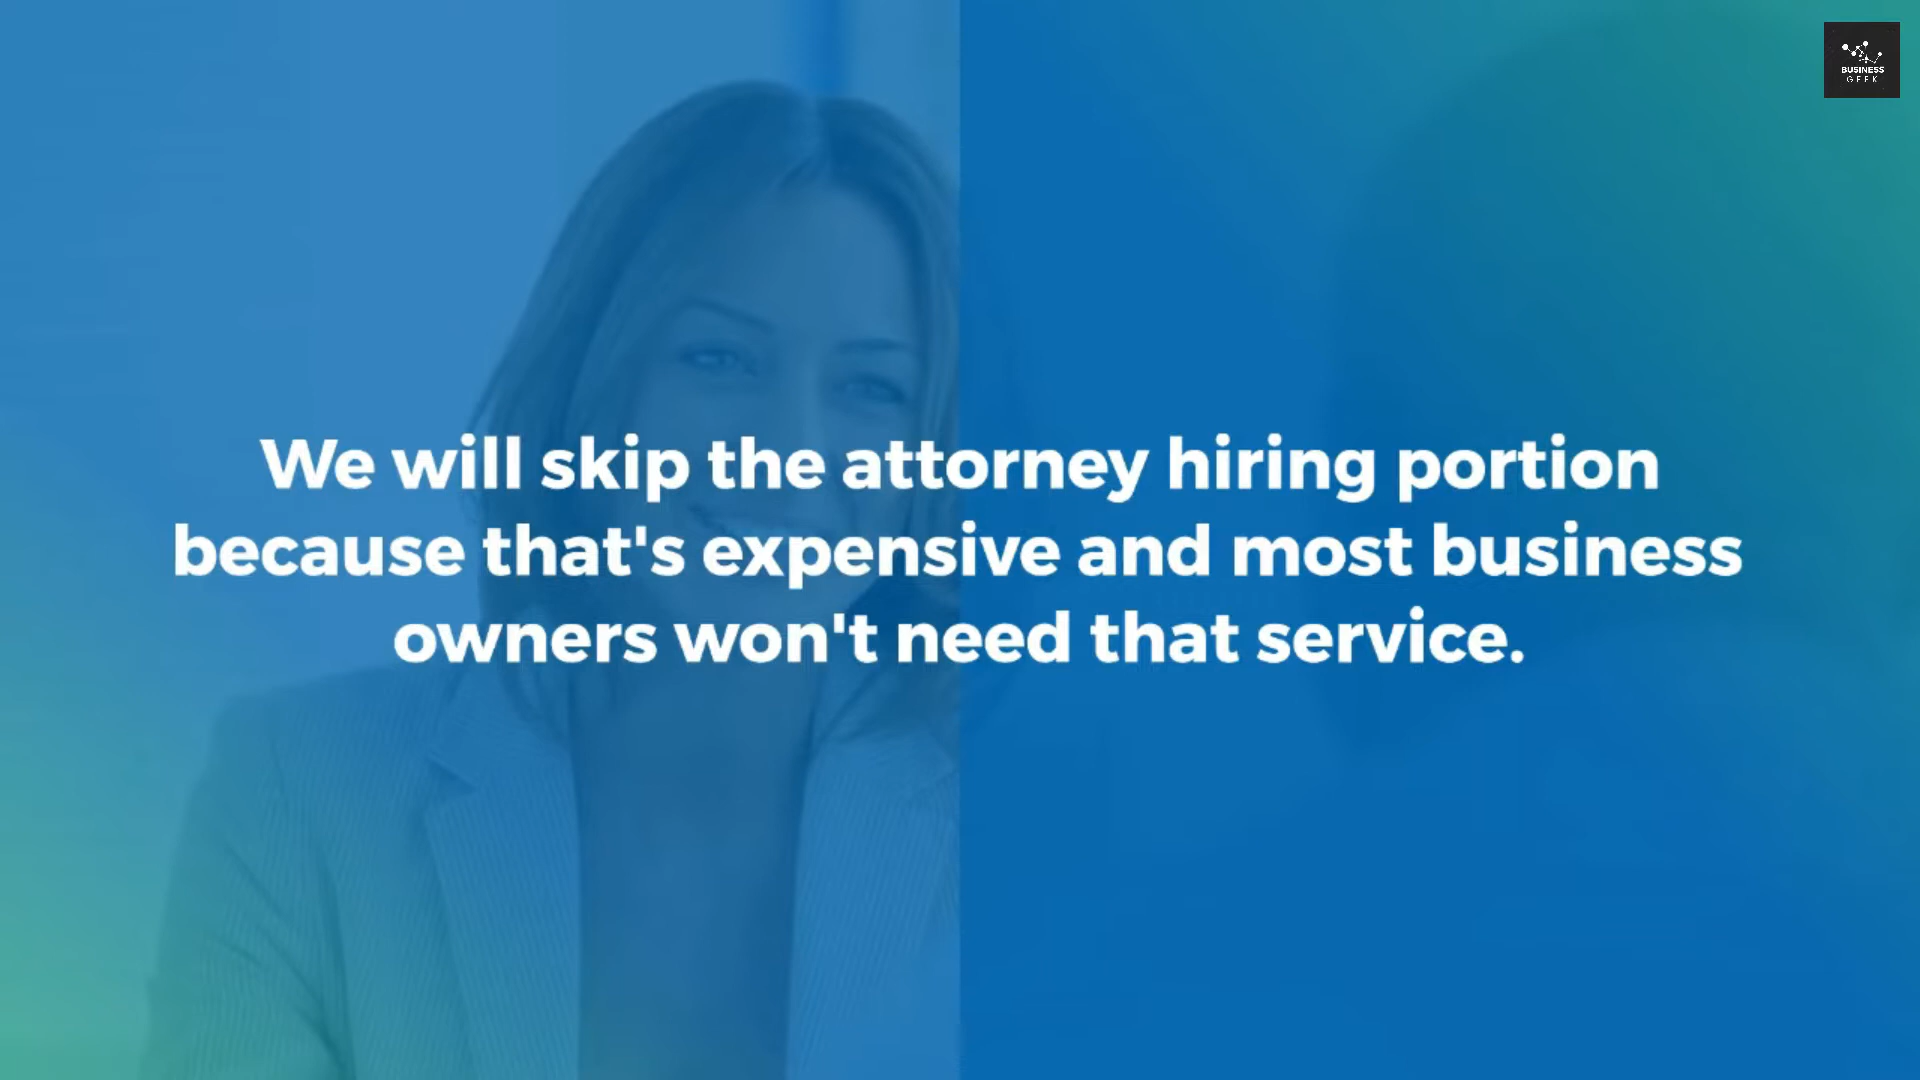 BUSINESS
GEEK
We will skip the attorney hiring portion
because that's expensive and most business
owners won't need that service.